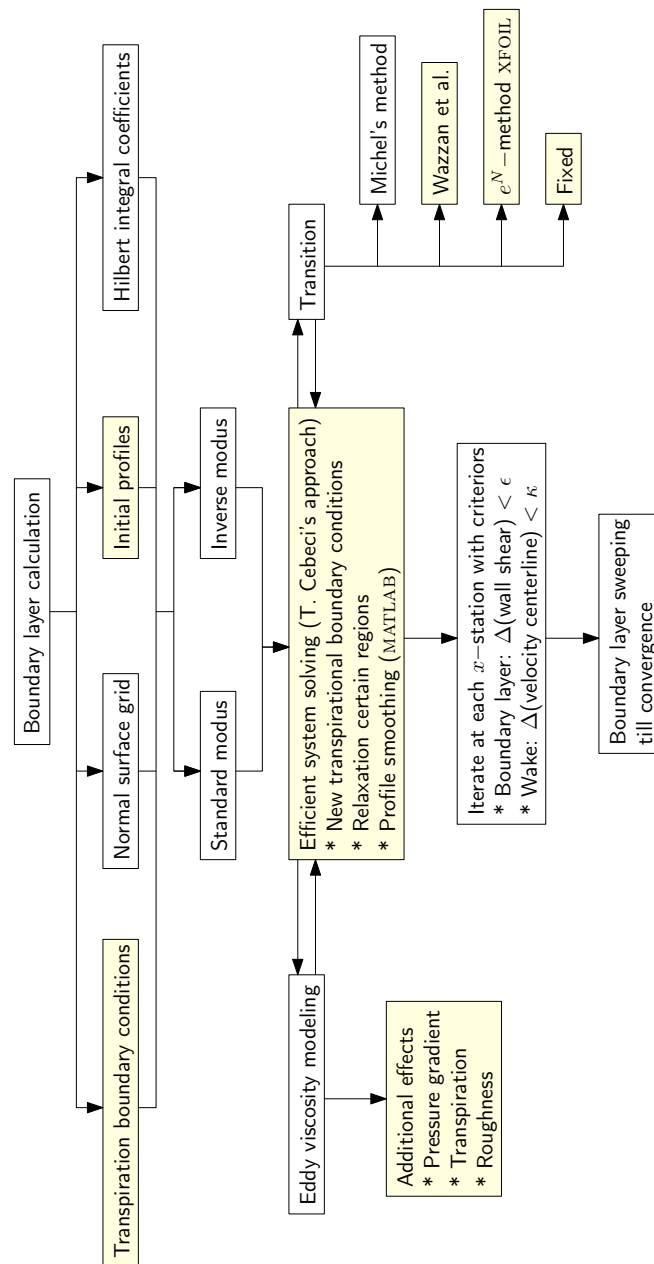 Boundary layer calculation
Transpiration boundary conditions
Normal surface grid
Initial profiles
Hilbert integral coefficients
Standard modus
Inverse modus
Eddy viscosity modeling
Efficient system solving (T. Cebeci's approach)
* New transpirational boundary conditions
* Relaxation certain regions
* Profile smoothing (MATLAB)
Transition
Additional effects
* Pressure gradient
* Transpiration
* Roughness
Michel's method
Wazzan et al.
e^N−method XFOIL
Fixed
Iterate at each x−station with criteriors
* Boundary layer: Δ(wall shear) < ϵ
* Wake: Δ(velocity centerline) < κ
Boundary layer sweeping
till convergence